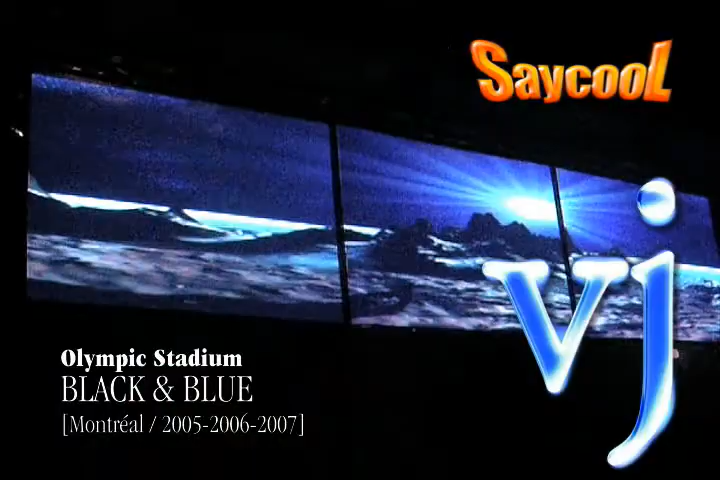 SaycooL
vj
Olympic Stadium
BLACK & BLUE
[Montréal / 2005-2006-2007]